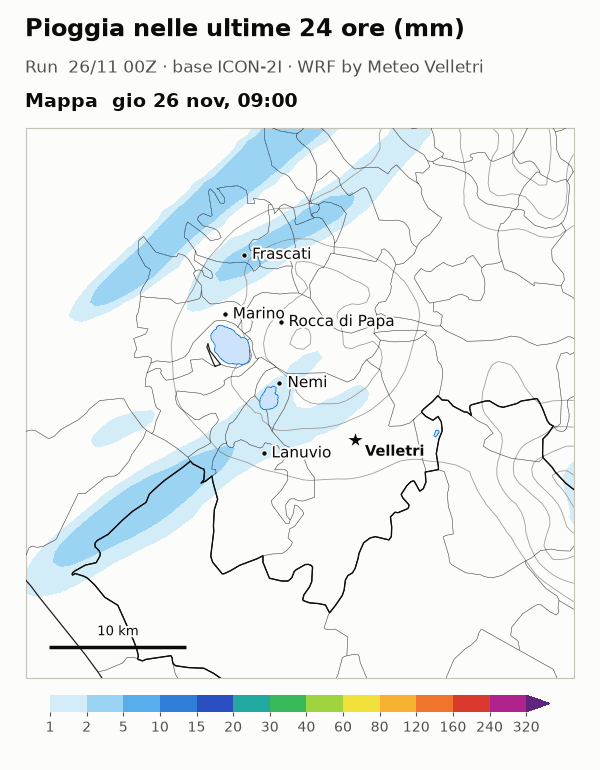 Pioggia nelle ultime 24 ore (mm)
Run  26/11 00Z · base ICON-2I · WRF by Meteo Velletri
Mappa  gio 26 nov, 09:00
Frascati
Marino
Rocca di Papa
Nemi
Velletri
Lanuvio
10 km
1 2 5 10 15 20 30 40 60 80 120 160 240 320